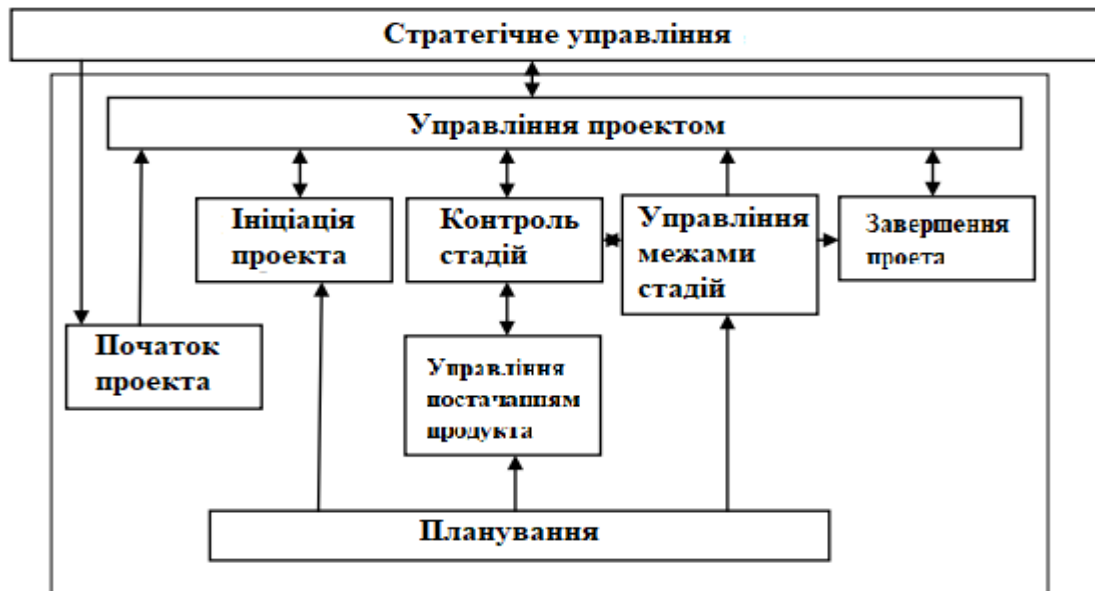 Стратегічне управління
Управління проектом
Ініціація
проекта
Контроль
стадій
Управління
межами
стадій
Завершення
проета
Початок
проекта
Управління
постачанням
продукта
Планування